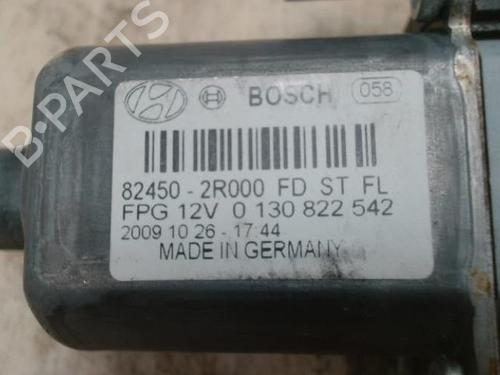 BOSCH 058
82450 - 2R000 FD ST FL
FPG 12V 0 130 822 542
2009 10 26 - 17:44
MADE IN GERMANY
B-PARTS